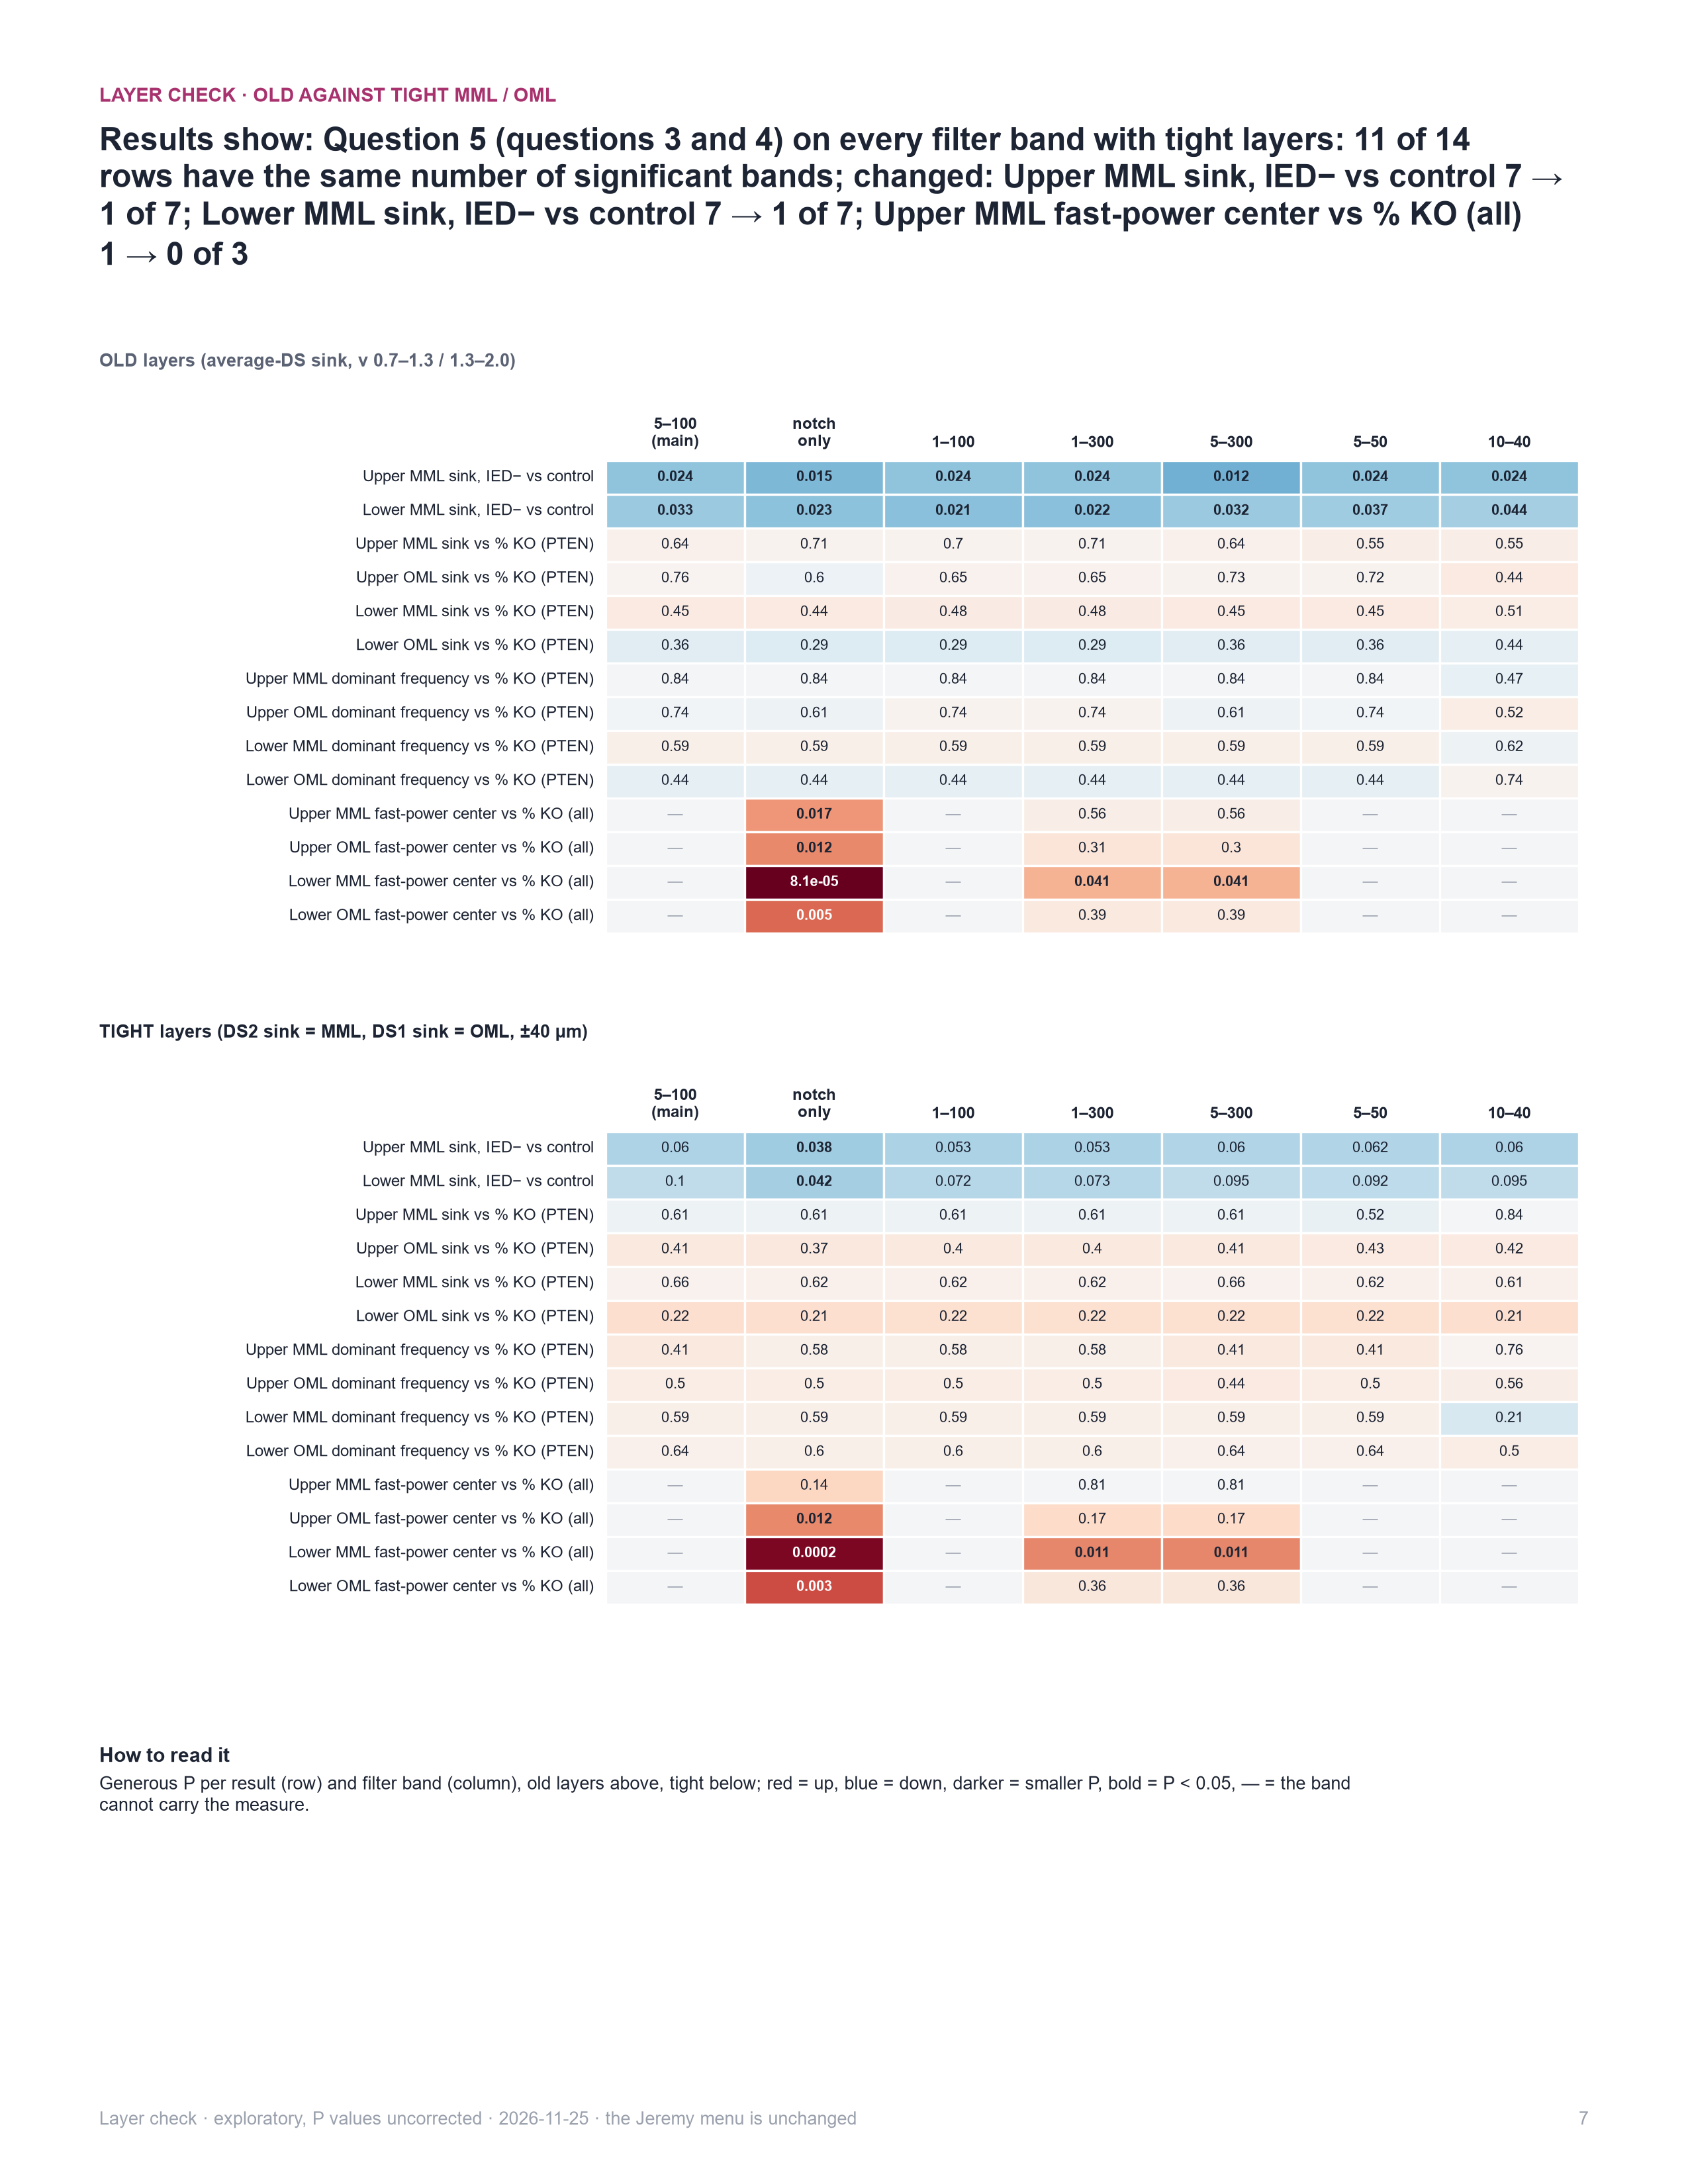 LAYER CHECK · OLD AGAINST TIGHT MML / OML
Results show: Question 5 (questions 3 and 4) on every filter band with tight layers: 11 of 14
rows have the same number of significant bands; changed: Upper MML sink, IED− vs control 7 →
1 of 7; Lower MML sink, IED− vs control 7 → 1 of 7; Upper MML fast-power center vs % KO (all)
1 → 0 of 3
OLD layers (average-DS sink, v 0.7–1.3 / 1.3–2.0)
5–100 (main) notch only 1–100 1–300 5–300 5–50 10–40
Upper MML sink, IED− vs control 0.024 0.015 0.024 0.024 0.012 0.024 0.024
Lower MML sink, IED− vs control 0.033 0.023 0.021 0.022 0.032 0.037 0.044
Upper MML sink vs % KO (PTEN) 0.64 0.71 0.7 0.71 0.64 0.55 0.55
Upper OML sink vs % KO (PTEN) 0.76 0.6 0.65 0.65 0.73 0.72 0.44
Lower MML sink vs % KO (PTEN) 0.45 0.44 0.48 0.48 0.45 0.45 0.51
Lower OML sink vs % KO (PTEN) 0.36 0.29 0.29 0.29 0.36 0.36 0.44
Upper MML dominant frequency vs % KO (PTEN) 0.84 0.84 0.84 0.84 0.84 0.84 0.47
Upper OML dominant frequency vs % KO (PTEN) 0.74 0.61 0.74 0.74 0.61 0.74 0.52
Lower MML dominant frequency vs % KO (PTEN) 0.59 0.59 0.59 0.59 0.59 0.59 0.62
Lower OML dominant frequency vs % KO (PTEN) 0.44 0.44 0.44 0.44 0.44 0.44 0.74
Upper MML fast-power center vs % KO (all) — 0.017 — 0.56 0.56 — —
Upper OML fast-power center vs % KO (all) — 0.012 — 0.31 0.3 — —
Lower MML fast-power center vs % KO (all) — 8.1e-05 — 0.041 0.041 — —
Lower OML fast-power center vs % KO (all) — 0.005 — 0.39 0.39 — —
TIGHT layers (DS2 sink = MML, DS1 sink = OML, ±40 µm)
5–100 (main) notch only 1–100 1–300 5–300 5–50 10–40
Upper MML sink, IED− vs control 0.06 0.038 0.053 0.053 0.06 0.062 0.06
Lower MML sink, IED− vs control 0.1 0.042 0.072 0.073 0.095 0.092 0.095
Upper MML sink vs % KO (PTEN) 0.61 0.61 0.61 0.61 0.61 0.52 0.84
Upper OML sink vs % KO (PTEN) 0.41 0.37 0.4 0.4 0.41 0.43 0.42
Lower MML sink vs % KO (PTEN) 0.66 0.62 0.62 0.62 0.66 0.62 0.61
Lower OML sink vs % KO (PTEN) 0.22 0.21 0.22 0.22 0.22 0.22 0.21
Upper MML dominant frequency vs % KO (PTEN) 0.41 0.58 0.58 0.58 0.41 0.41 0.76
Upper OML dominant frequency vs % KO (PTEN) 0.5 0.5 0.5 0.5 0.44 0.5 0.56
Lower MML dominant frequency vs % KO (PTEN) 0.59 0.59 0.59 0.59 0.59 0.59 0.21
Lower OML dominant frequency vs % KO (PTEN) 0.64 0.6 0.6 0.6 0.64 0.64 0.5
Upper MML fast-power center vs % KO (all) — 0.14 — 0.81 0.81 — —
Upper OML fast-power center vs % KO (all) — 0.012 — 0.17 0.17 — —
Lower MML fast-power center vs % KO (all) — 0.0002 — 0.011 0.011 — —
Lower OML fast-power center vs % KO (all) — 0.003 — 0.36 0.36 — —
How to read it
Generous P per result (row) and filter band (column), old layers above, tight below; red = up, blue = down, darker = smaller P, bold = P < 0.05, — = the band
cannot carry the measure.
Layer check · exploratory, P values uncorrected · 2026-11-25 · the Jeremy menu is unchanged 7